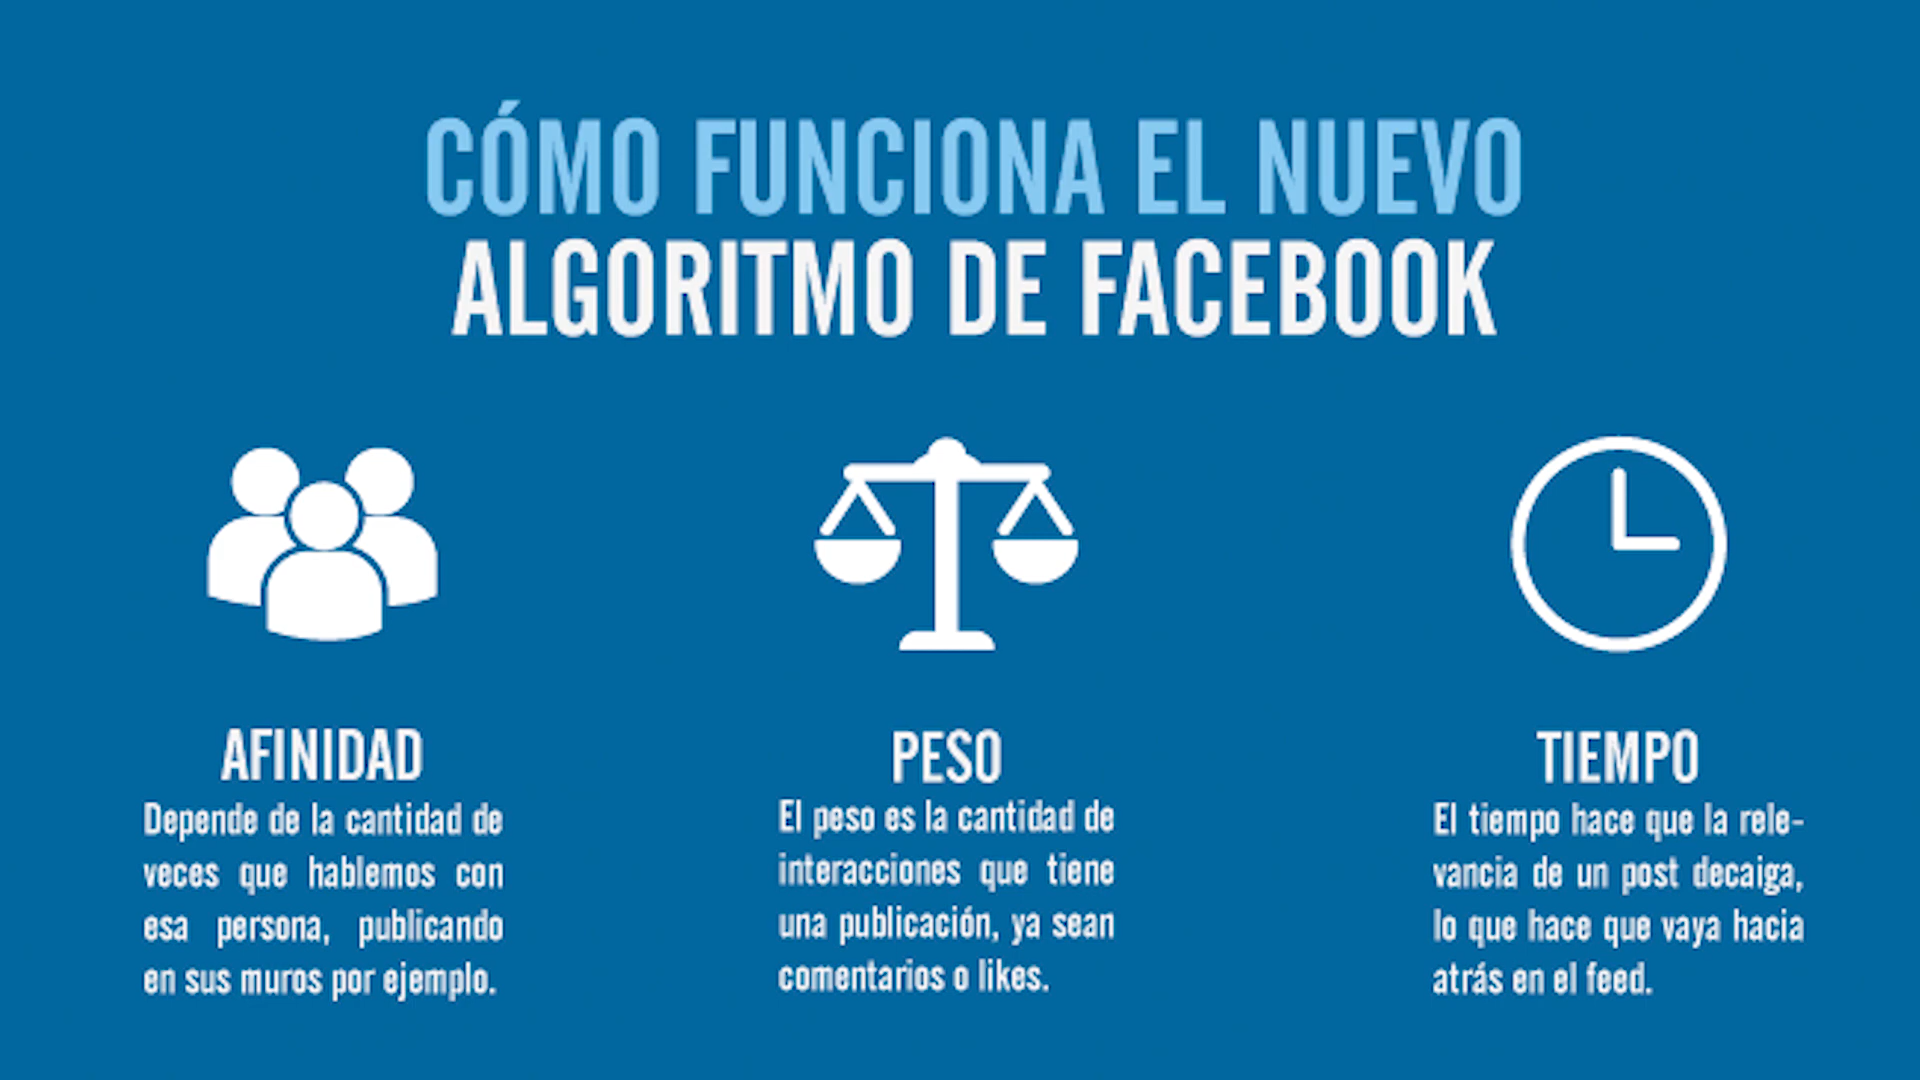 CÓMO FUNCIONA EL NUEVO
ALGORITMO DE FACEBOOK
AFINIDAD
Depende de la cantidad de
veces que hablemos con
esa persona, publicando
en sus muros por ejemplo.
PESO
El peso es la cantidad de
interacciones que tiene
una publicación, ya sean
comentarios o likes.
TIEMPO
El tiempo hace que la rele-
vancia de un post decaiga,
lo que hace que vaya hacia
atrás en el feed.